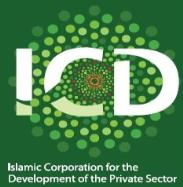 ICD
Islamic Corporation for the
Development of the Private Sector